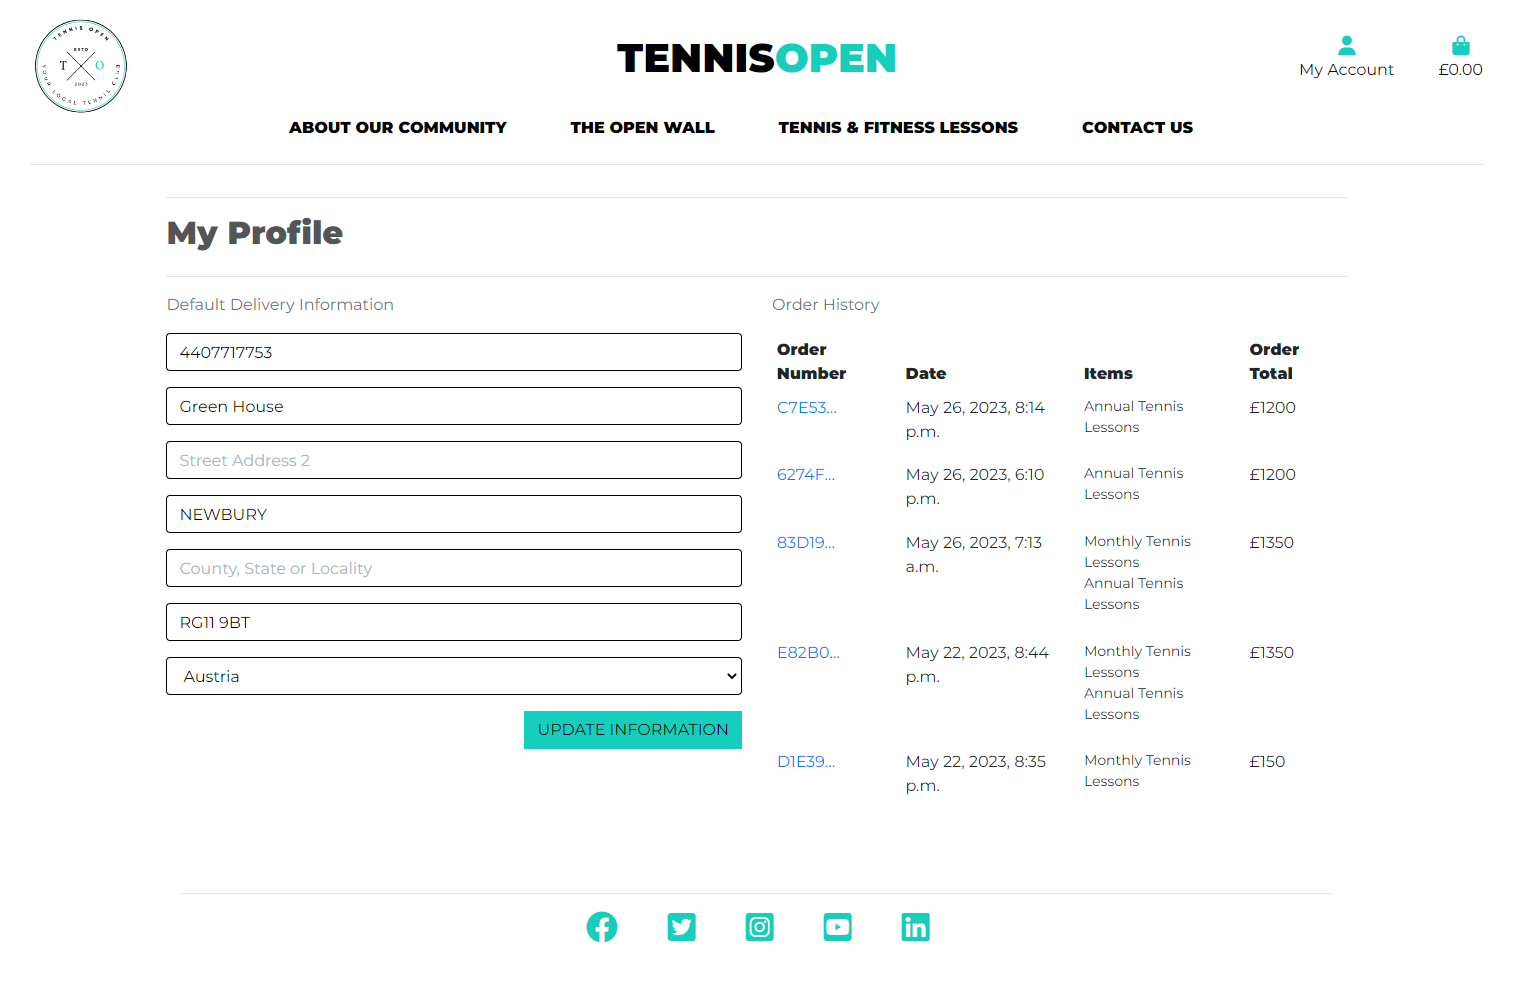 TENNIS OPEN
ESTD
T O
2023
YOUR LOCAL TENNIS CLUB
TENNISOPEN
My Account
£0.00
ABOUT OUR COMMUNITY
THE OPEN WALL
TENNIS & FITNESS LESSONS
CONTACT US
My Profile
Default Delivery Information
4407717753
Green House
Street Address 2
NEWBURY
County, State or Locality
RG11 9BT
Austria
UPDATE INFORMATION
Order History
Order Number Date Items Order Total
C7E53... May 26, 2023, 8:14 p.m. Annual Tennis Lessons £1200
6274F... May 26, 2023, 6:10 p.m. Annual Tennis Lessons £1200
83D19... May 26, 2023, 7:13 a.m. Monthly Tennis Lessons Annual Tennis Lessons £1350
E82B0... May 22, 2023, 8:44 p.m. Monthly Tennis Lessons Annual Tennis Lessons £1350
D1E39... May 22, 2023, 8:35 p.m. Monthly Tennis Lessons £150